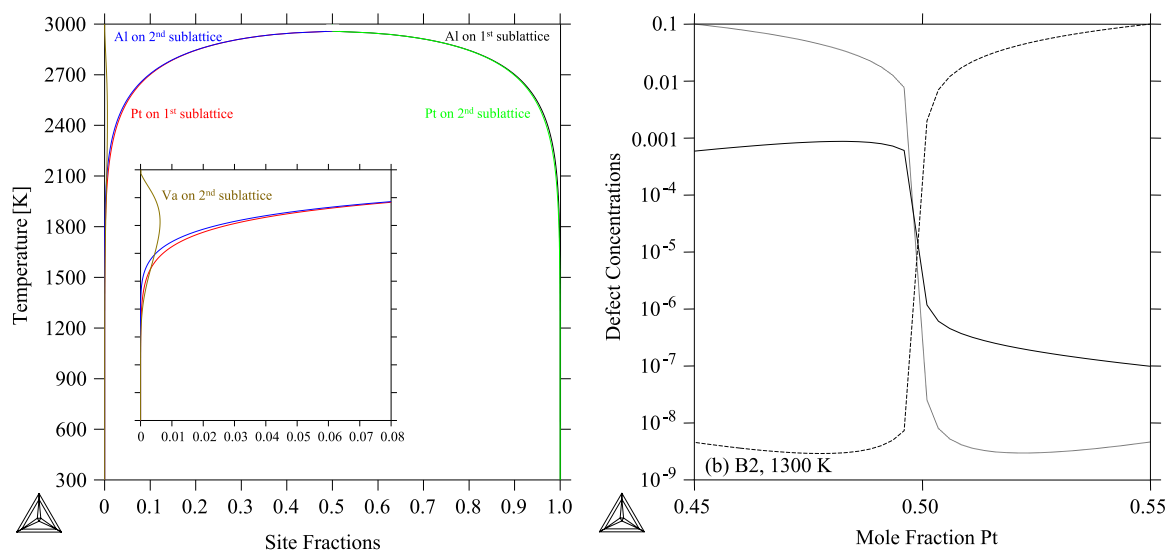 3000
2700
2400
2100
1800
1500
1200
900
600
300
Temperature [K]
Al on 2nd sublattice
Al on 1st sublattice
Pt on 1st sublattice
Pt on 2nd sublattice
Va on 2nd sublattice
0 0.01 0.02 0.03 0.04 0.05 0.06 0.07 0.08
0 0.1 0.2 0.3 0.4 0.5 0.6 0.7 0.8 0.9 1.0
Site Fractions
0.1
0.01
0.001
10-4
10-5
10-6
10-7
10-8
10-9
Defect Concentrations
(b) B2, 1300 K
0.45 0.50 0.55
Mole Fraction Pt